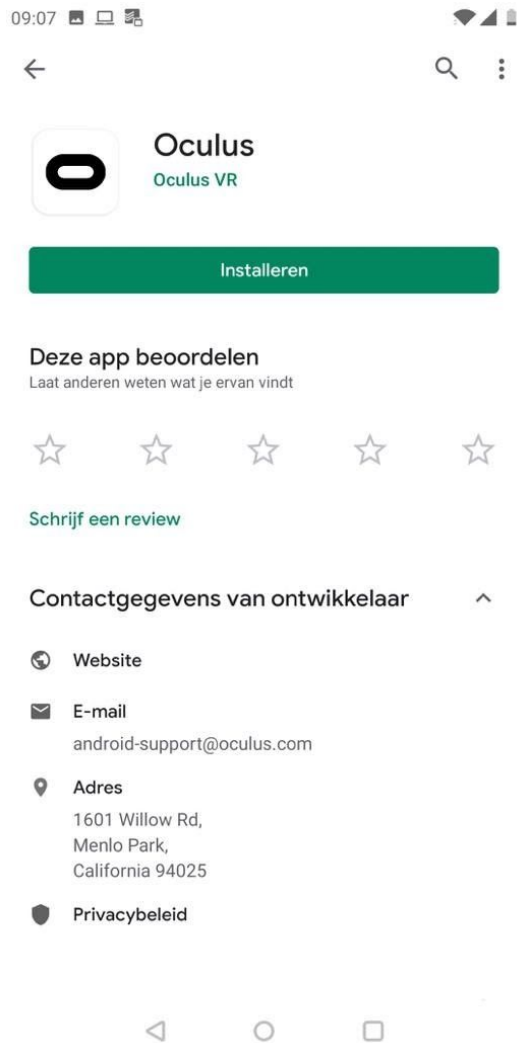 09:07
Oculus
Oculus VR
Installeren
Deze app beoordelen
Laat anderen weten wat je ervan vindt
Schrijf een review
Contactgegevens van ontwikkelaar
Website
E-mail
android-support@oculus.com
Adres
1601 Willow Rd,
Menlo Park,
California 94025
Privacybeleid